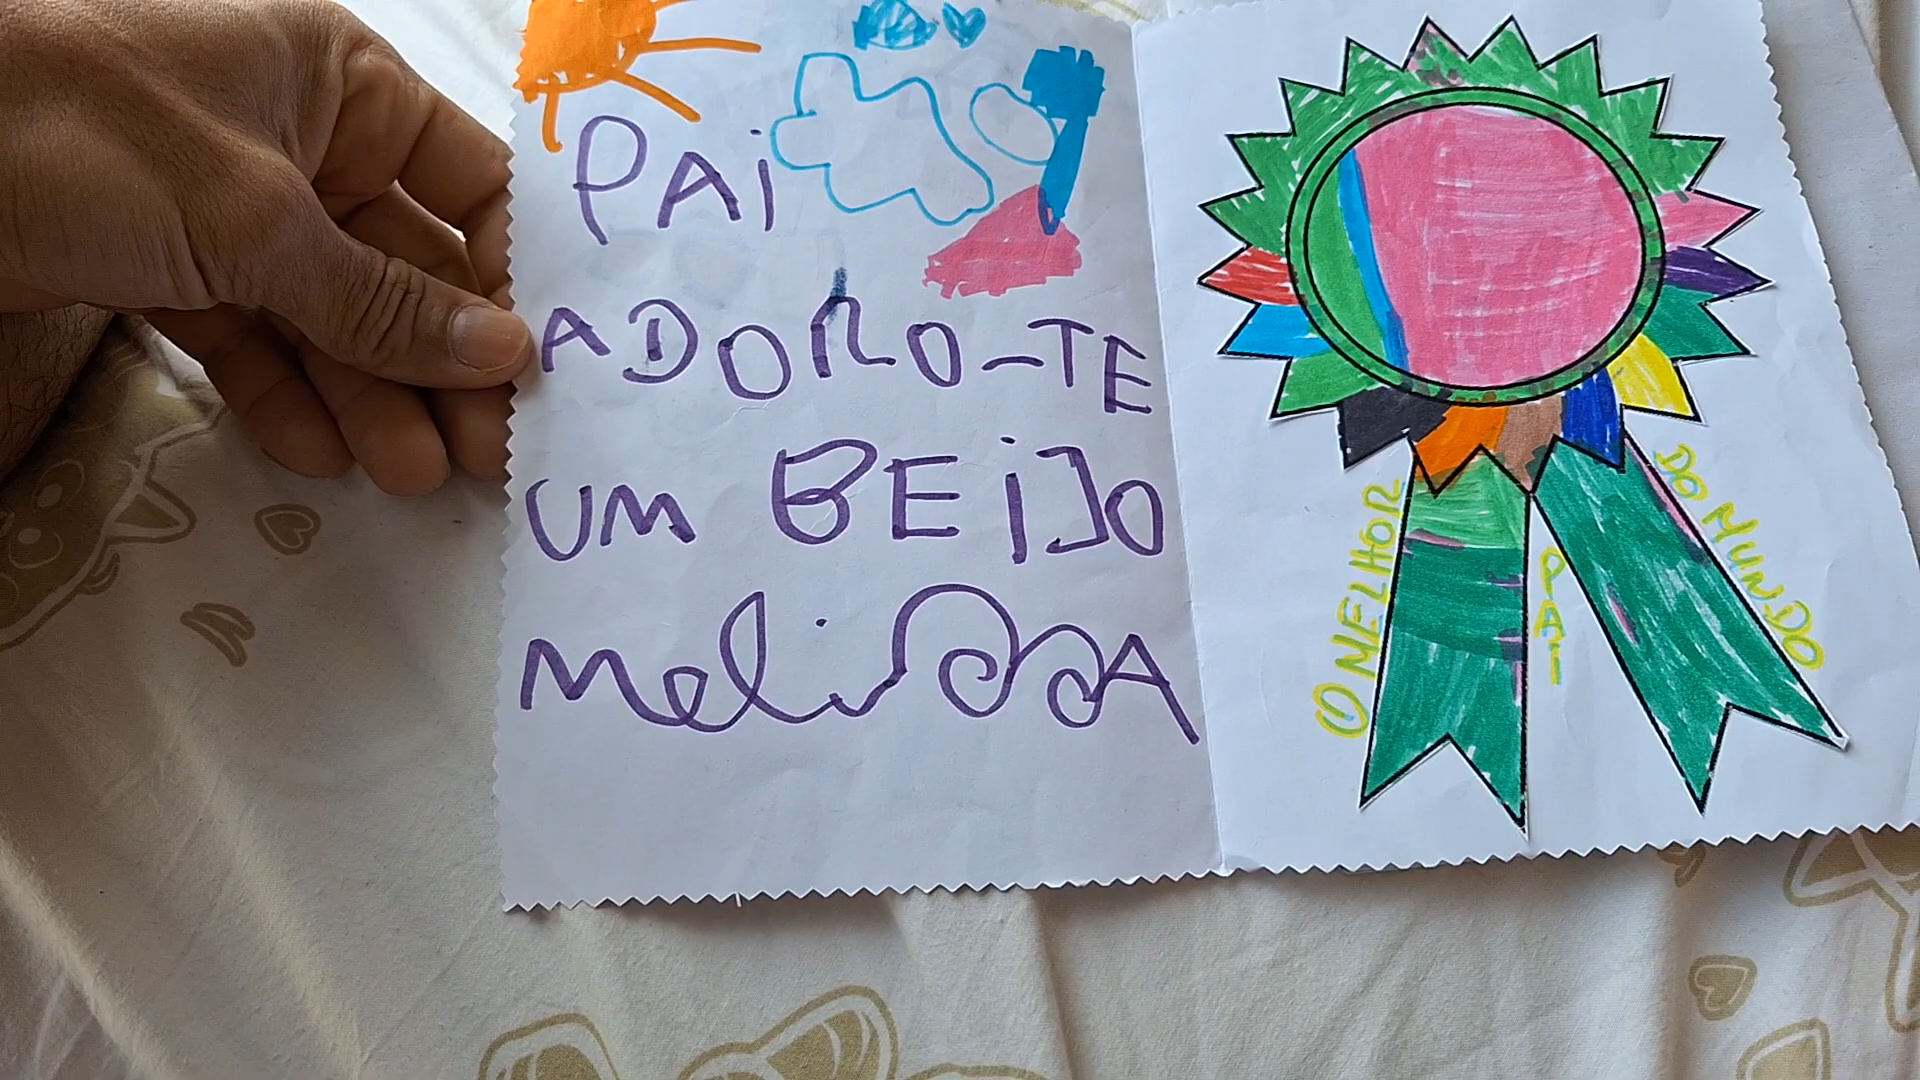 PAi
ADORO-TE
UM BEiJO
MelissA
O MELHOR
PAi
DO MUNDO